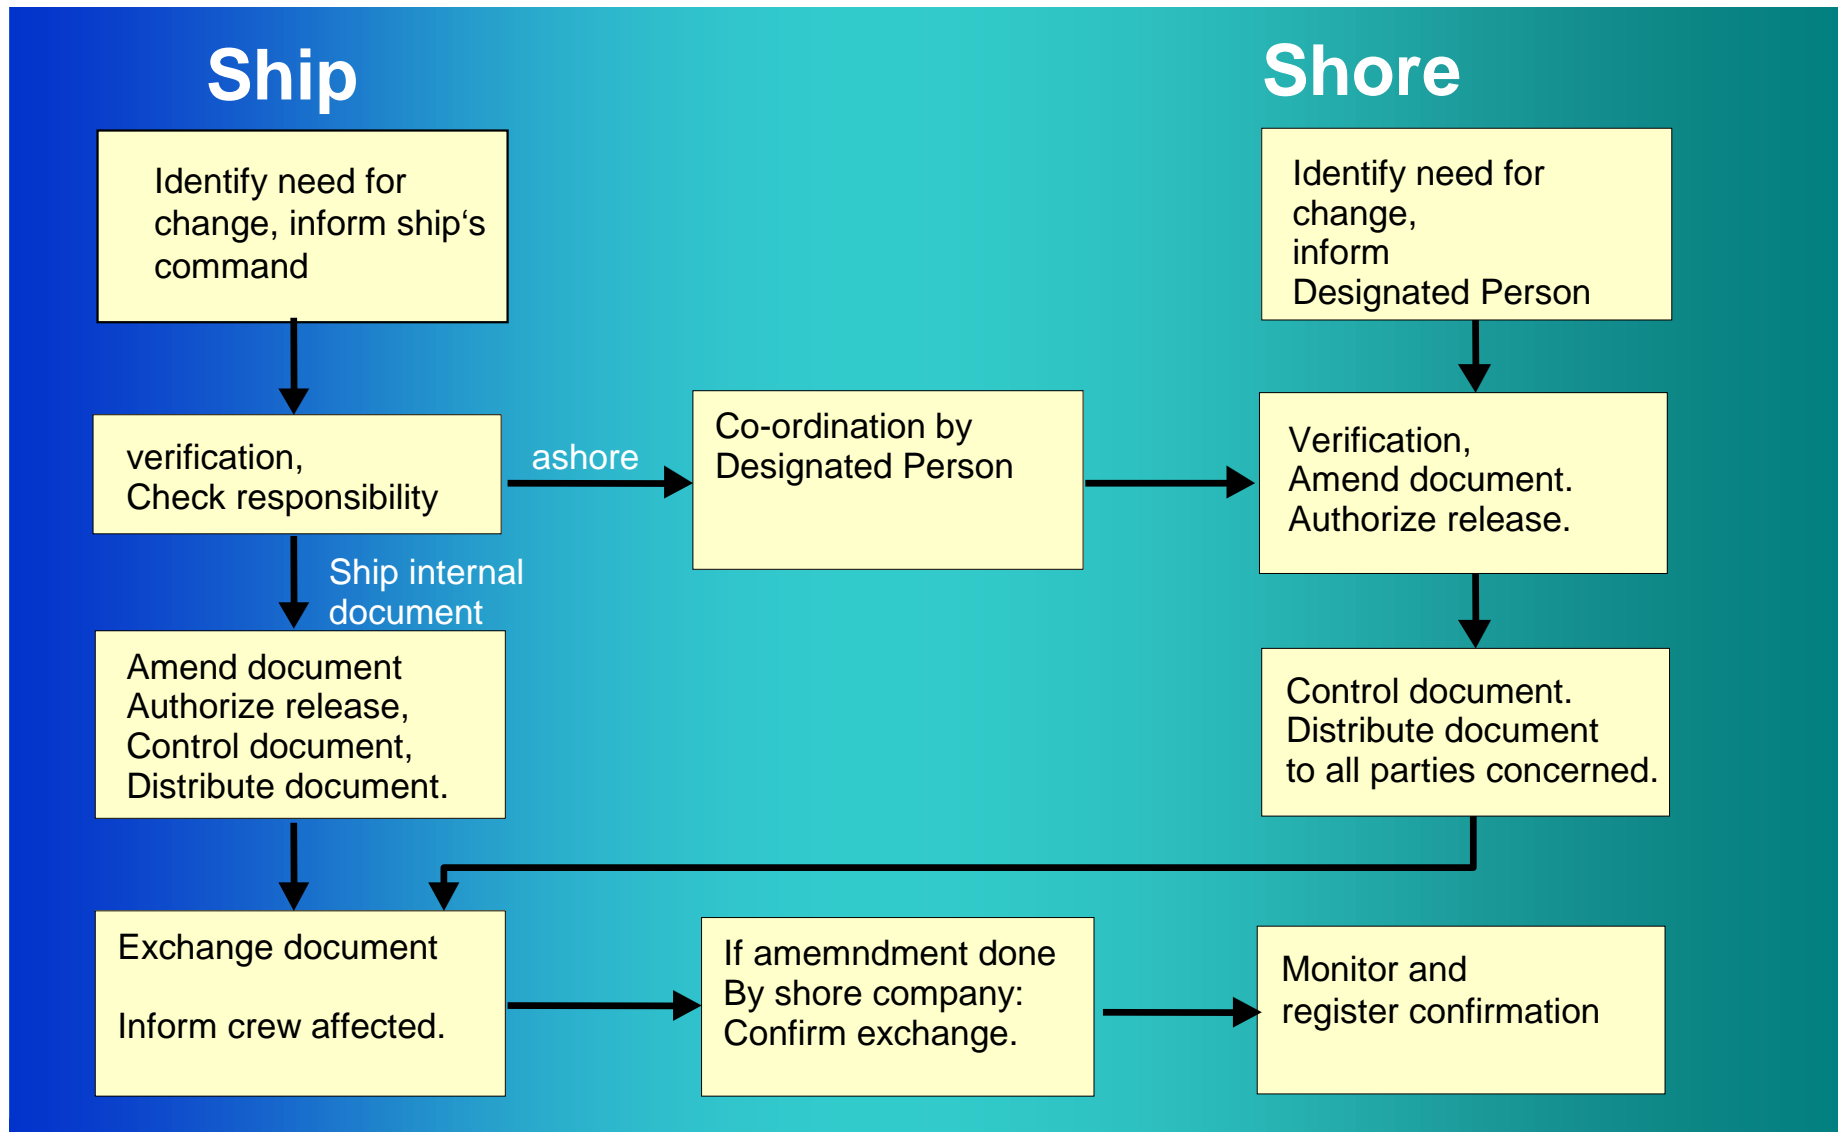 Ship
Shore
Identify need for
change, inform ship‘s
command
Identify need for
change,
inform
Designated Person
verification,
Check responsibility
ashore
Co-ordination by
Designated Person
Verification,
Amend document.
Authorize release.
Ship internal
document
Amend document
Authorize release,
Control document,
Distribute document.
Control document.
Distribute document
to all parties concerned.
Exchange document
Inform crew affected.
If amemndment done
By shore company:
Confirm exchange.
Monitor and
register confirmation